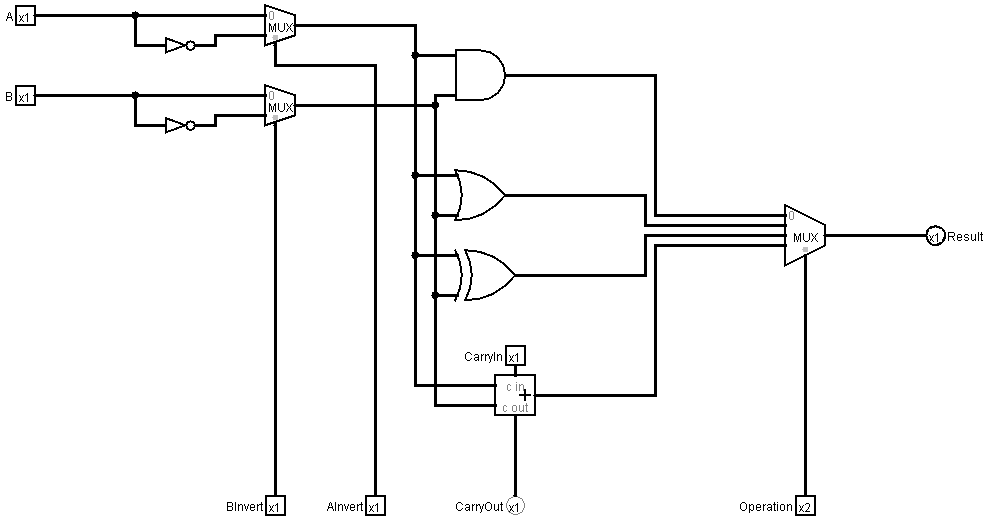 A x1
0
MUX
B x1
0
MUX
0
MUX
x1 Result
CarryIn x1
c in
+
c out
BInvert x1
AInvert x1
CarryOut x1
Operation x2